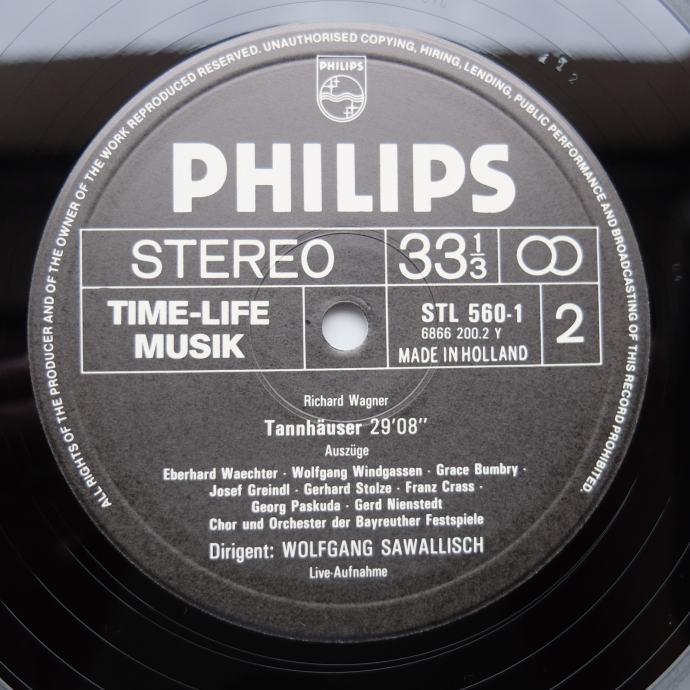 ALL RIGHTS OF THE PRODUCER AND OF THE OWNER OF THE WORK REPRODUCED RESERVED. UNAUTHORISED COPYING, HIRING, LENDING, PUBLIC PERFORMANCE AND BROADCASTING OF THIS RECORD PROHIBITED.
PHILIPS
PHILIPS
STEREO
33 1/3
TIME-LIFE
MUSIK
STL 560-1
6866 200.2 Y
MADE IN HOLLAND
2
Richard Wagner
Tannhäuser 29'08"
Auszüge
Eberhard Waechter · Wolfgang Windgassen · Grace Bumbry ·
Josef Greindl · Gerhard Stolze · Franz Crass ·
Georg Paskuda · Gerd Nienstedt
Chor und Orchester der Bayreuther Festspiele
Dirigent: WOLFGANG SAWALLISCH
Live-Aufnahme